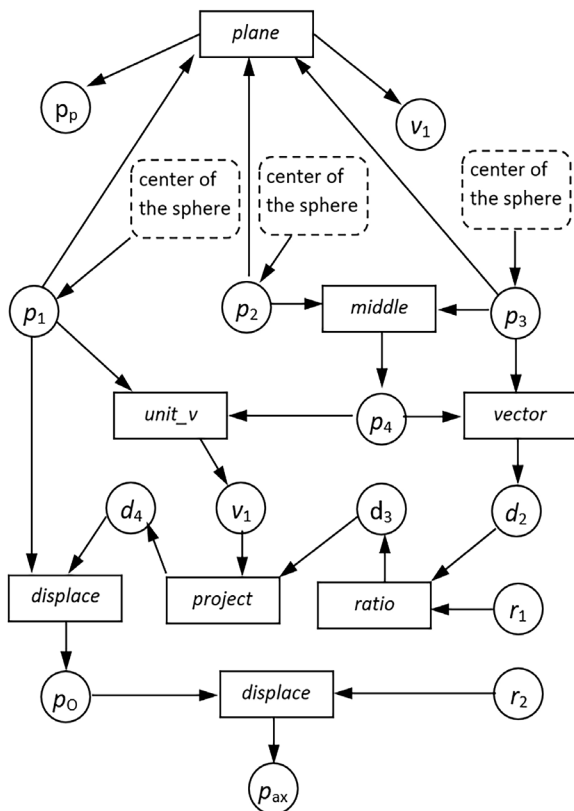 plane
pp
v1
center of
the sphere
center of
the sphere
center of
the sphere
p1
p2
middle
p3
unit_v
p4
vector
d4
v1
d3
d2
displace
project
ratio
r1
pO
displace
r2
pax